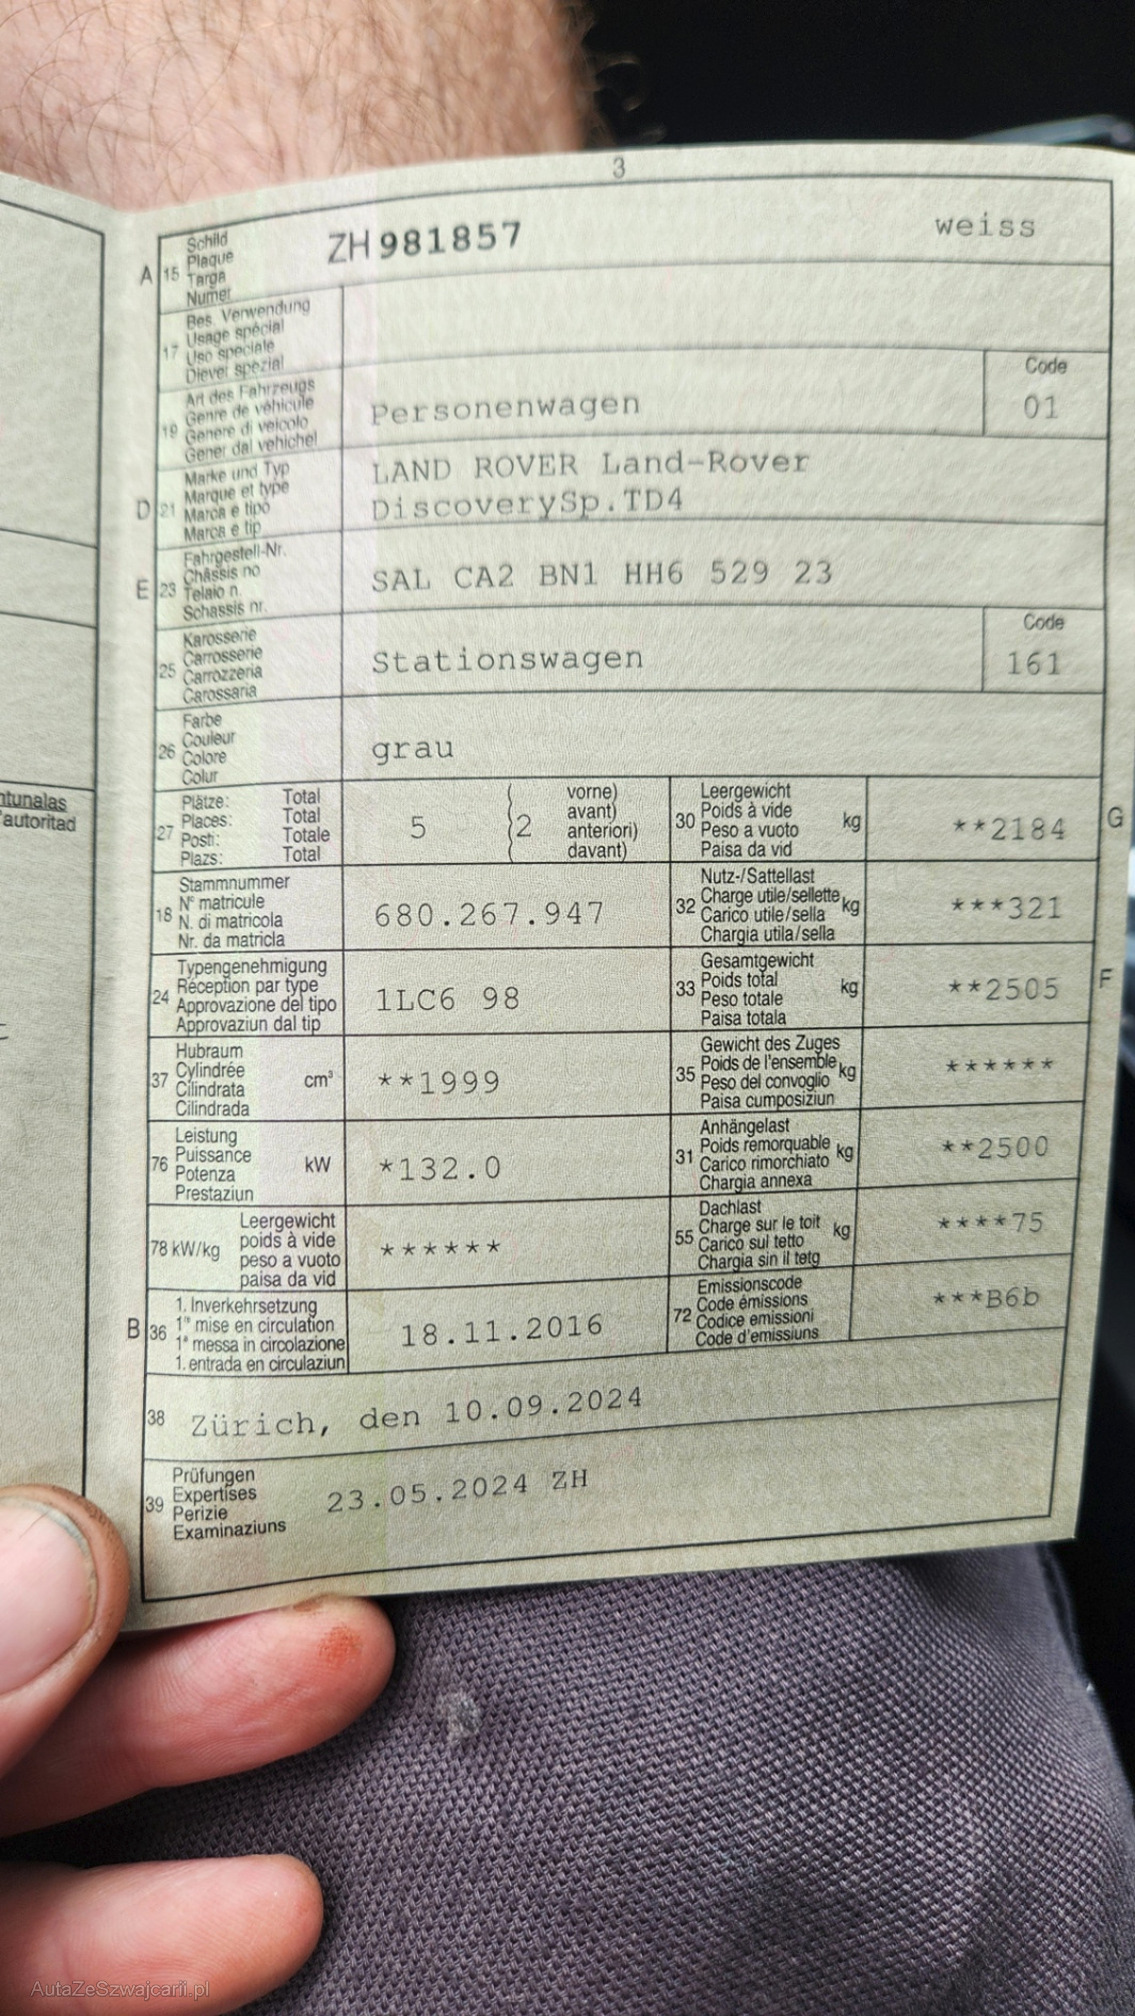 3
A 15 Schild
Plaque
Targa
Numer
ZH 981857 weiss
17 Bes. Verwendung
Usage spécial
Uso speciale
Diever spezial
19 Art des Fahrzeugs
Genre de véhicule
Genere di veicolo
Gener dal vehichel
Personenwagen
Code
01
D 21 Marke und Typ
Marque et type
Marca e tipo
Marca e tip
LAND ROVER Land-Rover
DiscoverySp.TD4
E 23 Fahrgestell-Nr.
Châssis no
Telaio n.
Schassis nr.
SAL CA2 BN1 HH6 529 23
25 Karosserie
Carrosserie
Carrozzeria
Carossaria
Stationswagen
Code
161
26 Farbe
Couleur
Colore
Colur
grau
ntunalas
'autoritad
27 Plätze: Total
Places: Total
Posti: Totale
Plazs: Total
5 (2 vorne)
avant)
anteriori)
davant)
30 Leergewicht
Poids à vide
Peso a vuoto
Paisa da vid
kg **2184 G
18 Stammnummer
N° matricule
N. di matricola
Nr. da matricla
680.267.947
32 Nutz-/Sattellast
Charge utile/sellette
Carico utile/sella
Chargia utila/sella
kg ***321
24 Typengenehmigung
Réception par type
Approvazione del tipo
Approvaziun dal tip
1LC6 98
33 Gesamtgewicht
Poids total
Peso totale
Paisa totala
kg **2505 F
37 Hubraum
Cylindrée
Cilindrata
Cilindrada
cm³ **1999
35 Gewicht des Zuges
Poids de l'ensemble
Peso del convoglio
Paisa cumposiziun
kg ******
76 Leistung
Puissance
Potenza
Prestaziun
kW *132.0
31 Anhängelast
Poids remorquable
Carico rimorchiato
Chargia annexa
kg **2500
78 kW/kg Leergewicht
poids à vide
peso a vuoto
paisa da vid
******
55 Dachlast
Charge sur le toit
Carico sul tetto
Chargia sin il tetg
kg ****75
B 36 1. Inverkehrsetzung
1re mise en circulation
1a messa in circolazione
1. entrada en circulaziun
18.11.2016
72 Emissionscode
Code émissions
Codice emissioni
Code d'emissiuns
***B6b
38 Zürich, den 10.09.2024
39 Prüfungen
Expertises
Perizie
Examinaziuns
23.05.2024 ZH
AutaZeSzwajcarii.pl